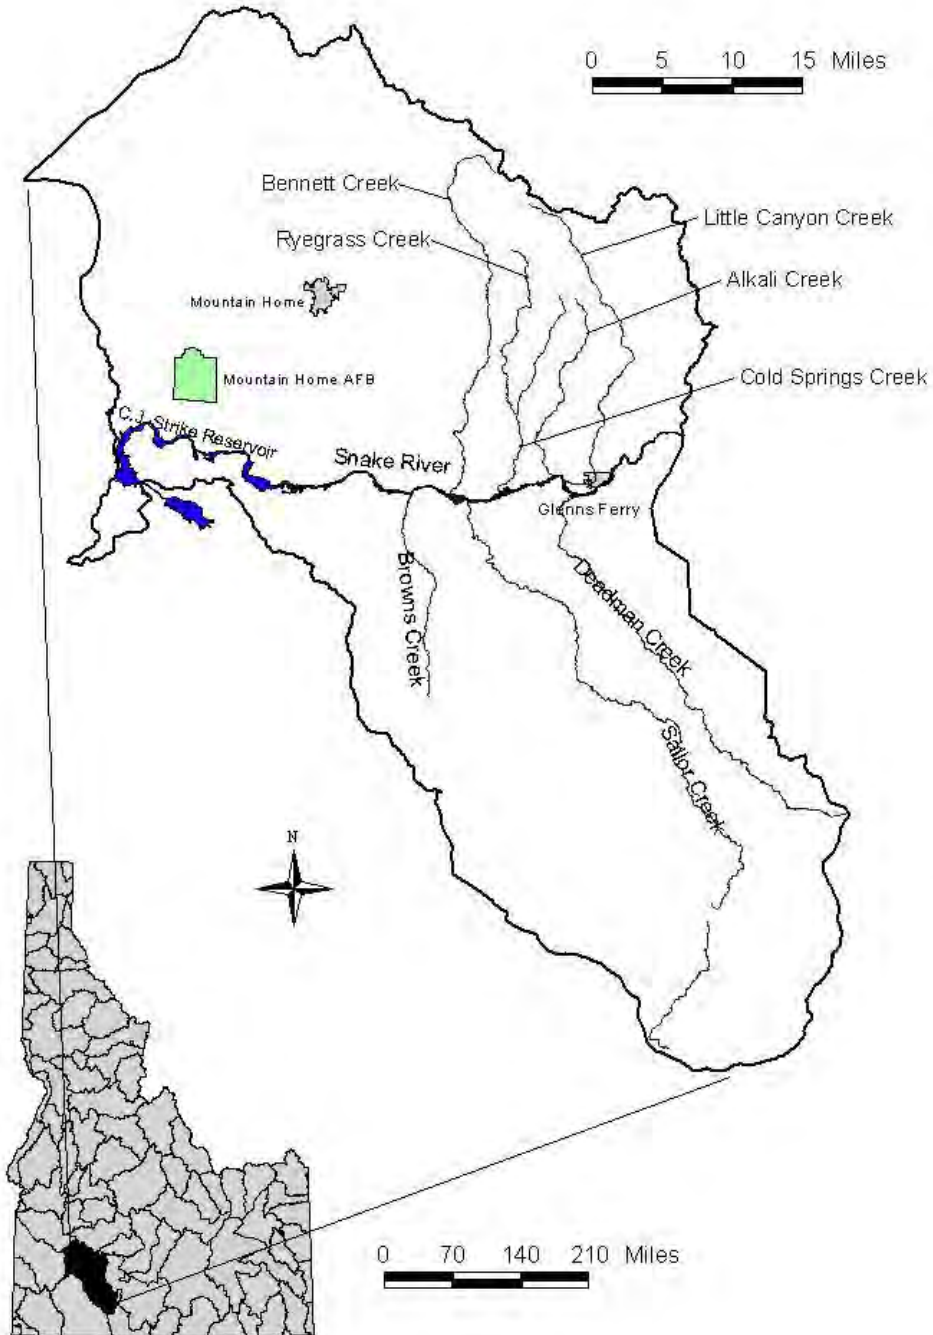 0 5 10 15 Miles
Bennett Creek
Little Canyon Creek
Ryegrass Creek
Alkali Creek
Mountain Home
Mountain Home AFB
Cold Springs Creek
C.J. Strike Reservoir
Snake River
Glenns Ferry
Browns Creek
Deadman Creek
Sailor Creek
N
0 70 140 210 Miles